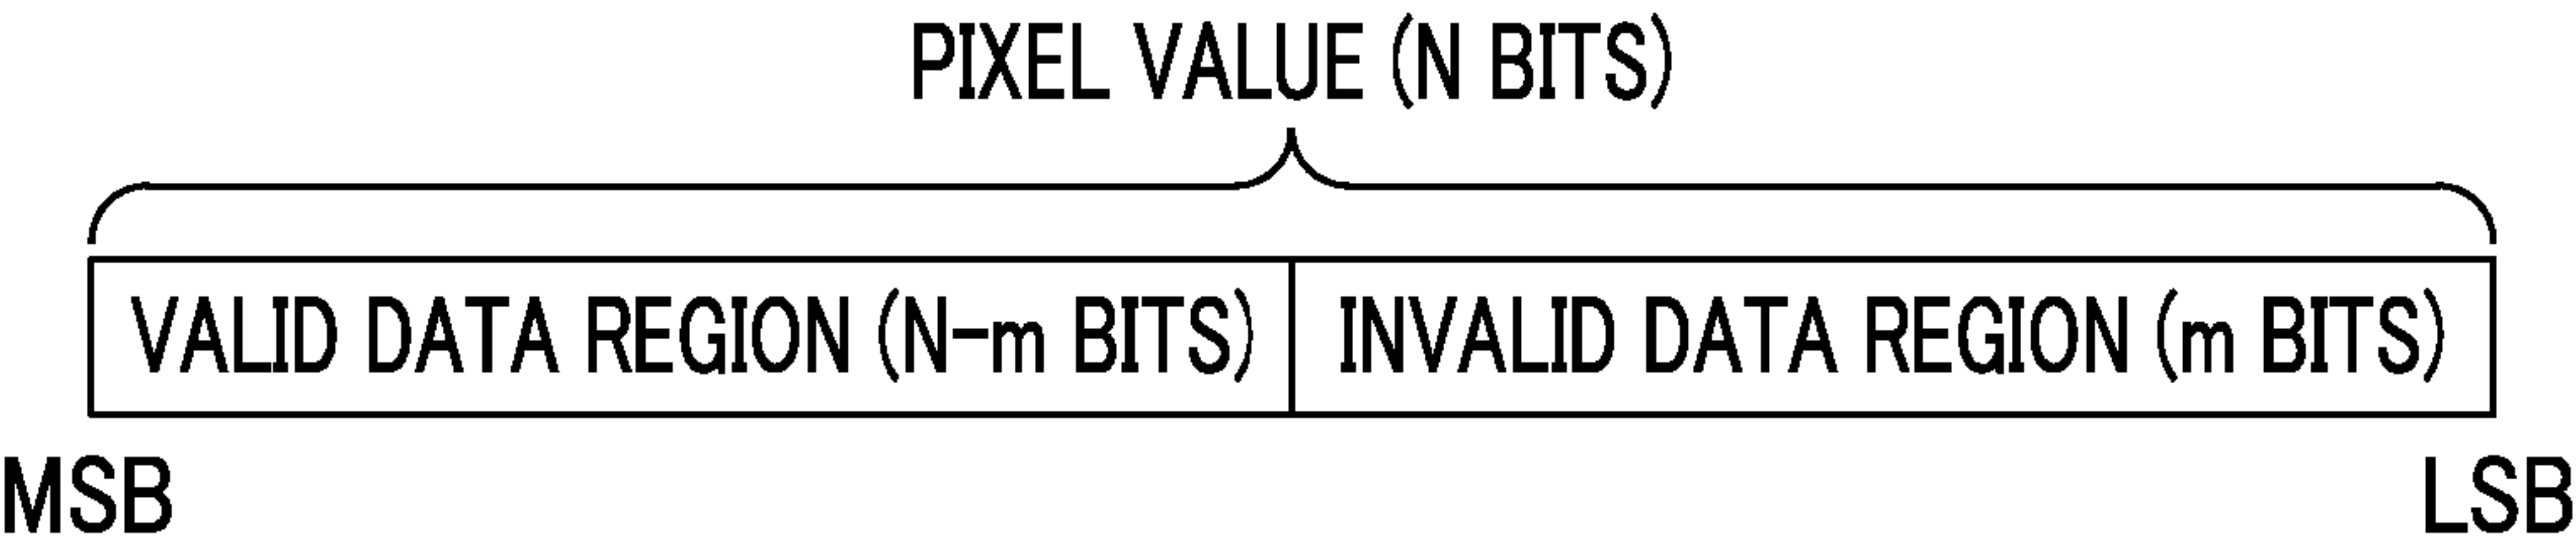 PIXEL VALUE (N BITS)
VALID DATA REGION (N-m BITS) INVALID DATA REGION (m BITS)
MSB LSB